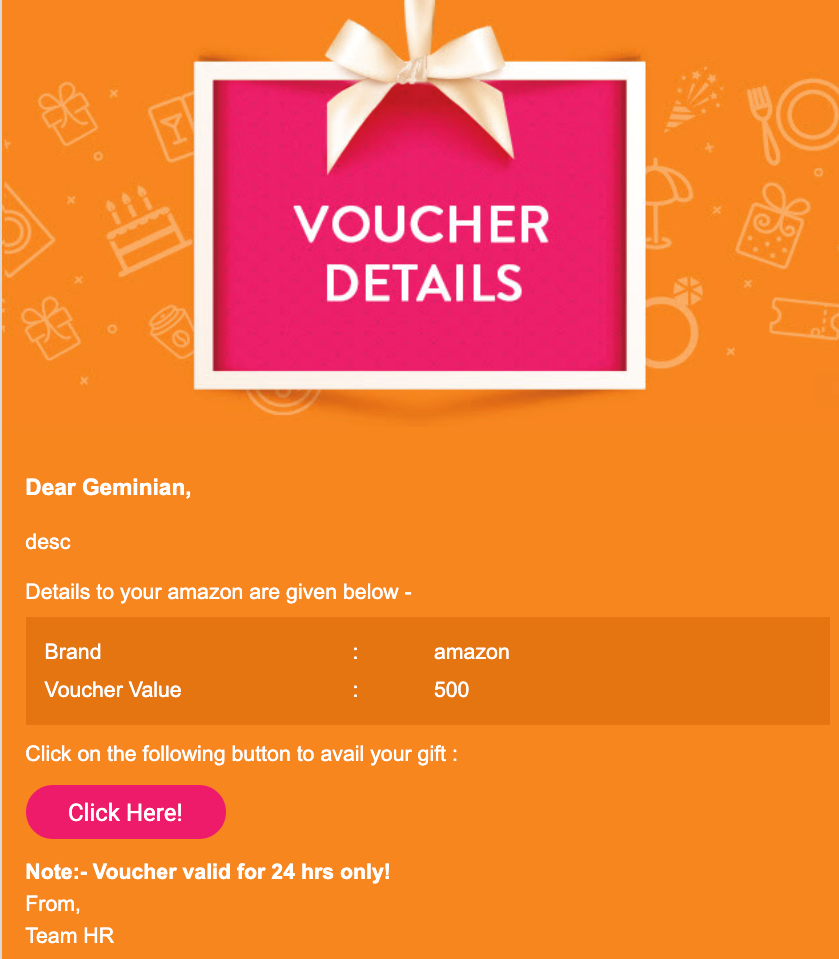 VOUCHER
DETAILS
Dear Geminian,
desc
Details to your amazon are given below -
Brand : amazon
Voucher Value : 500
Click on the following button to avail your gift :
Click Here!
Note:- Voucher valid for 24 hrs only!
From,
Team HR